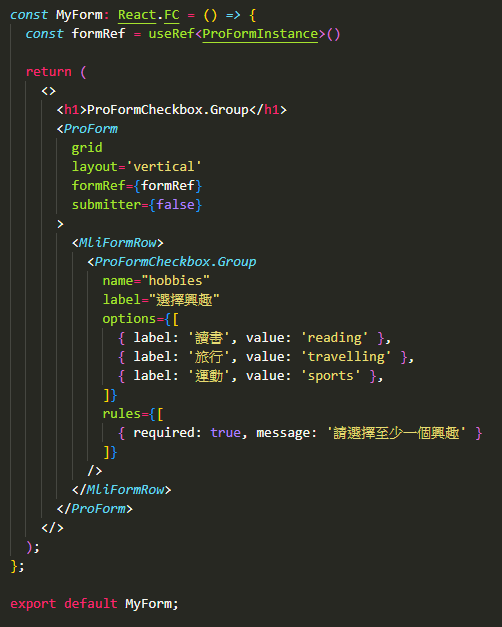 const MyForm: React.FC = () => {
  const formRef = useRef<ProFormInstance>()

  return (
    <>
      <h1>ProFormCheckbox.Group</h1>
      <ProForm
        grid
        layout='vertical'
        formRef={formRef}
        submitter={false}
      >
        <MliFormRow>
          <ProFormCheckbox.Group
            name="hobbies"
            label="選擇興趣"
            options={[
              { label: '讀書', value: 'reading' },
              { label: '旅行', value: 'travelling' },
              { label: '運動', value: 'sports' },
            ]}
            rules={[
              { required: true, message: '請選擇至少一個興趣' }
            ]}
          />
        </MliFormRow>
      </ProForm>
    </>
  );
};

export default MyForm;